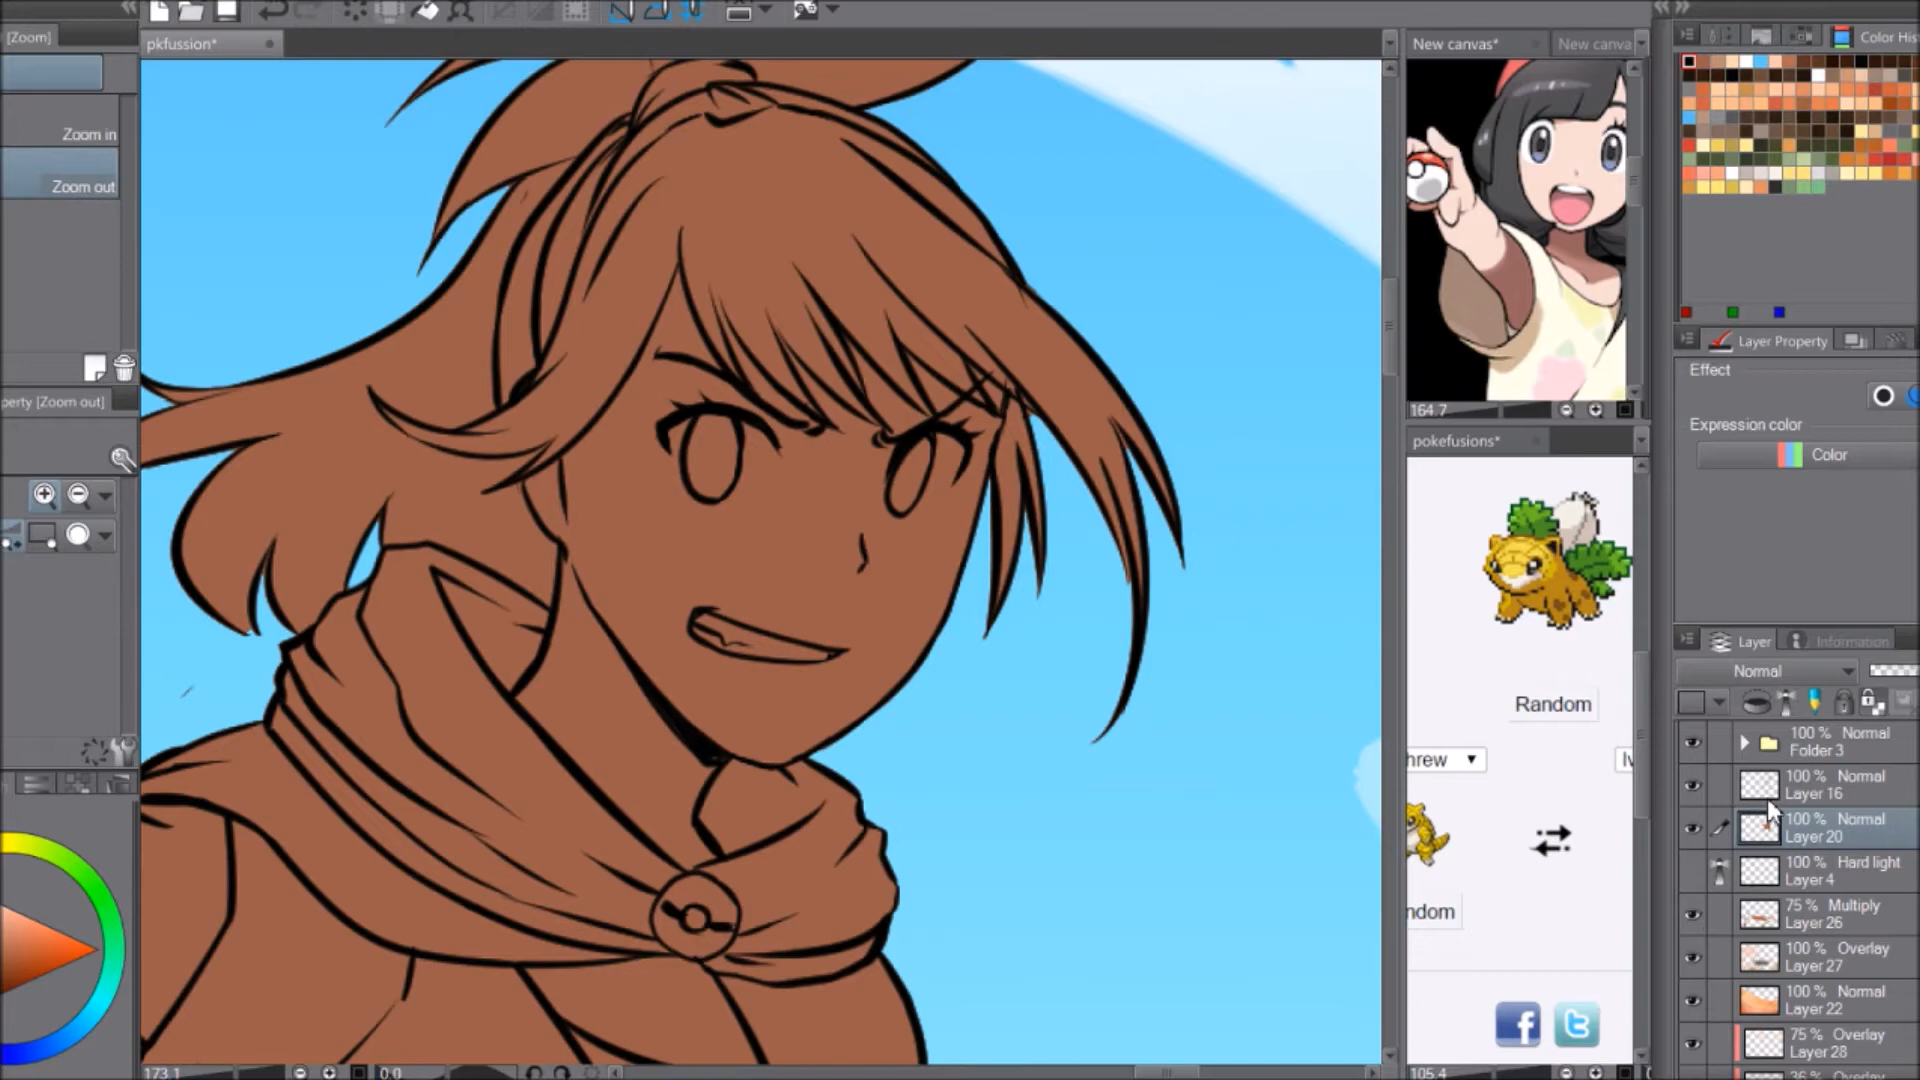 [Zoom]
Zoom in
Zoom out
perty [Zoom out]
pkfussion*
173.1
0.0
New canvas*
New canva
164.7
pokefusions*
Random
hrew
Iv
ndom
105.4
Color His
Layer Property
Effect
Expression color
Color
Layer
Information
Normal
100 % Normal
Folder 3
100 % Normal
Layer 16
100 % Normal
Layer 20
100 % Hard light
Layer 4
75 % Multiply
Layer 26
100 % Overlay
Layer 27
100 % Normal
Layer 22
75 % Overlay
Layer 28
36 % Overlay